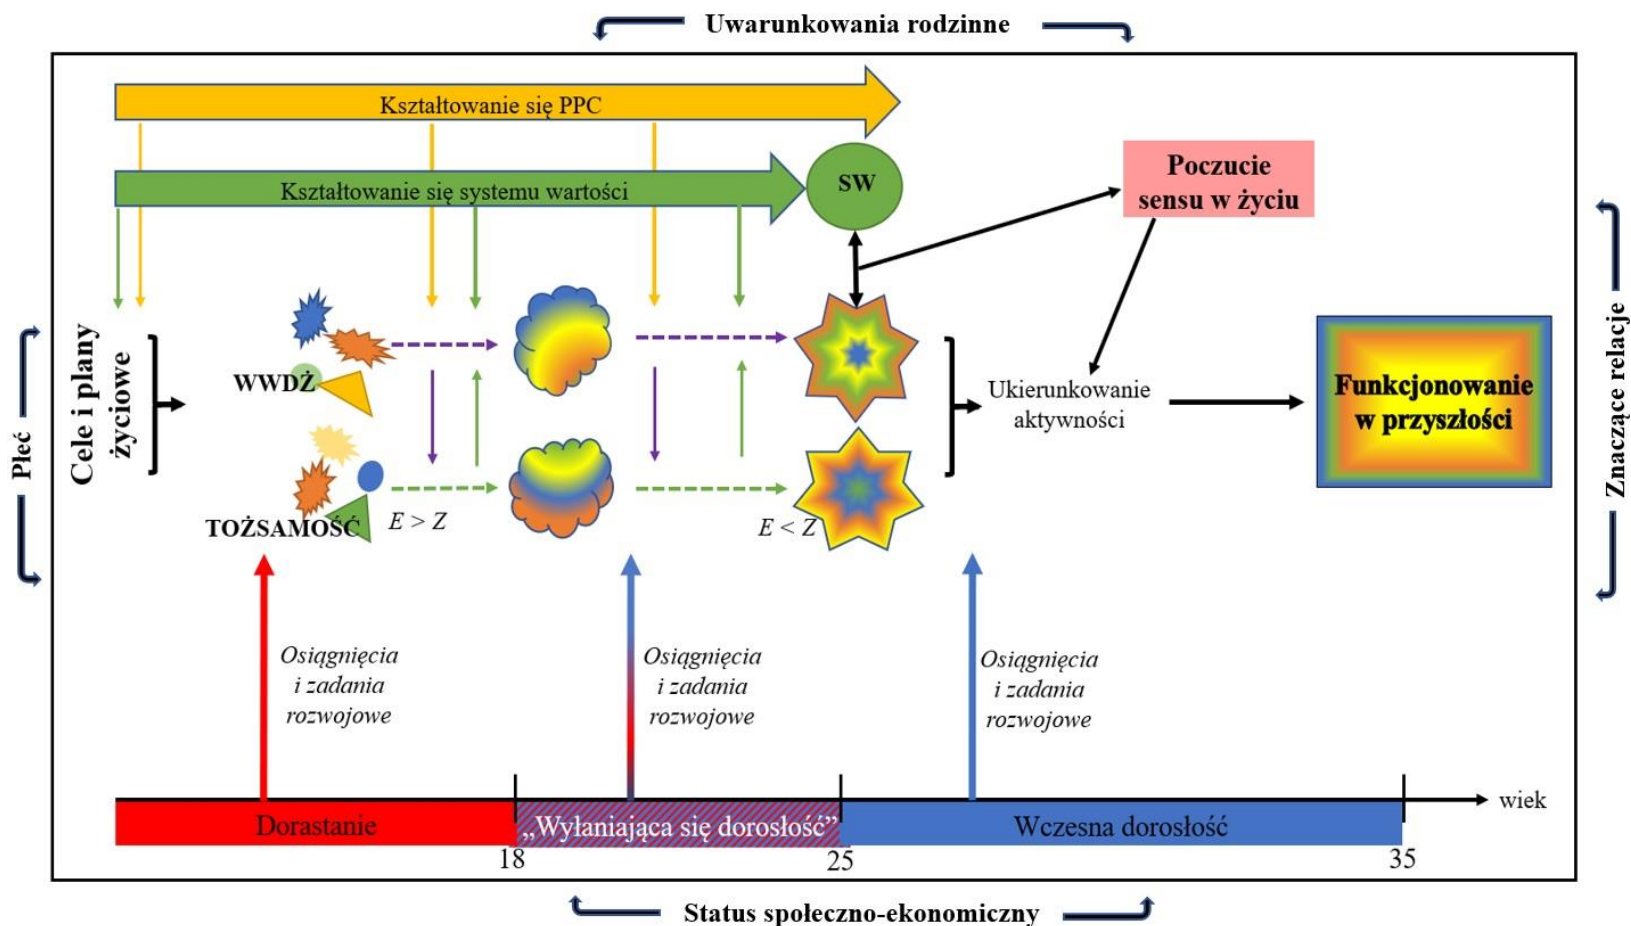 Uwarunkowania rodzinne
Kształtowanie się PPC
Kształtowanie się systemu wartości
SW
Poczucie
sensu w życiu
Płeć
Cele i plany
życiowe
WWDŻ
TOŻSAMOŚĆ
E > Z
E < Z
Ukierunkowanie
aktywności
Funkcjonowanie
w przyszłości
Znaczące relacje
Osiągnięcia
i zadania
rozwojowe
Osiągnięcia
i zadania
rozwojowe
Osiągnięcia
i zadania
rozwojowe
wiek
Dorastanie
„Wyłaniająca się dorosłość”
Wczesna dorosłość
18
25
35
Status społeczno-ekonomiczny